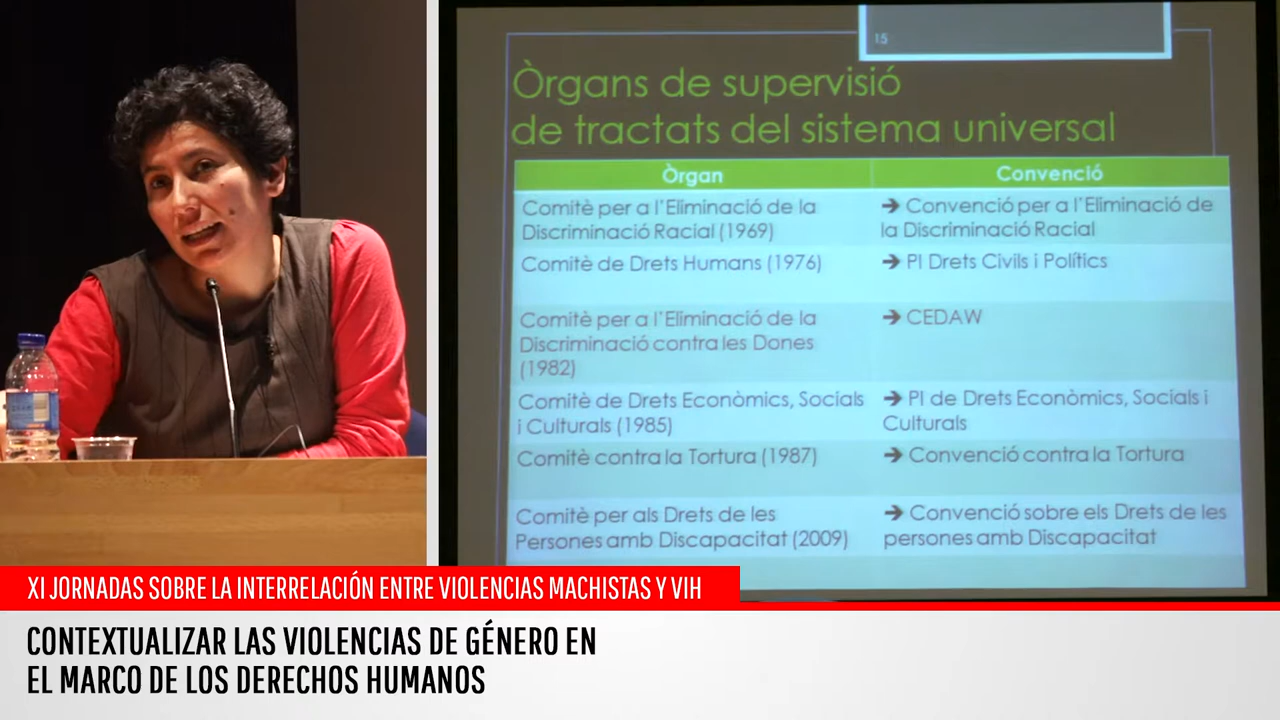 15
Òrgans de supervisió
de tractats del sistema universal
Òrgan
Convenció
Comitè per a l'Eliminació de la
Discriminació Racial (1969)
➔ Convenció per a l'Eliminació de
la Discriminació Racial
Comitè de Drets Humans (1976)
➔ PI Drets Civils i Polítics
Comitè per a l'Eliminació de la
Discriminació contra les Dones
(1982)
➔ CEDAW
Comitè de Drets Econòmics, Socials
i Culturals (1985)
➔ PI de Drets Econòmics, Socials i
Culturals
Comitè contra la Tortura (1987)
➔ Convenció contra la Tortura
Comitè per als Drets de les
Persones amb Discapacitat (2009)
➔ Convenció sobre els Drets de les
persones amb Discapacitat
XI JORNADAS SOBRE LA INTERRELACIÓN ENTRE VIOLENCIAS MACHISTAS Y VIH
CONTEXTUALIZAR LAS VIOLENCIAS DE GÉNERO EN
EL MARCO DE LOS DERECHOS HUMANOS